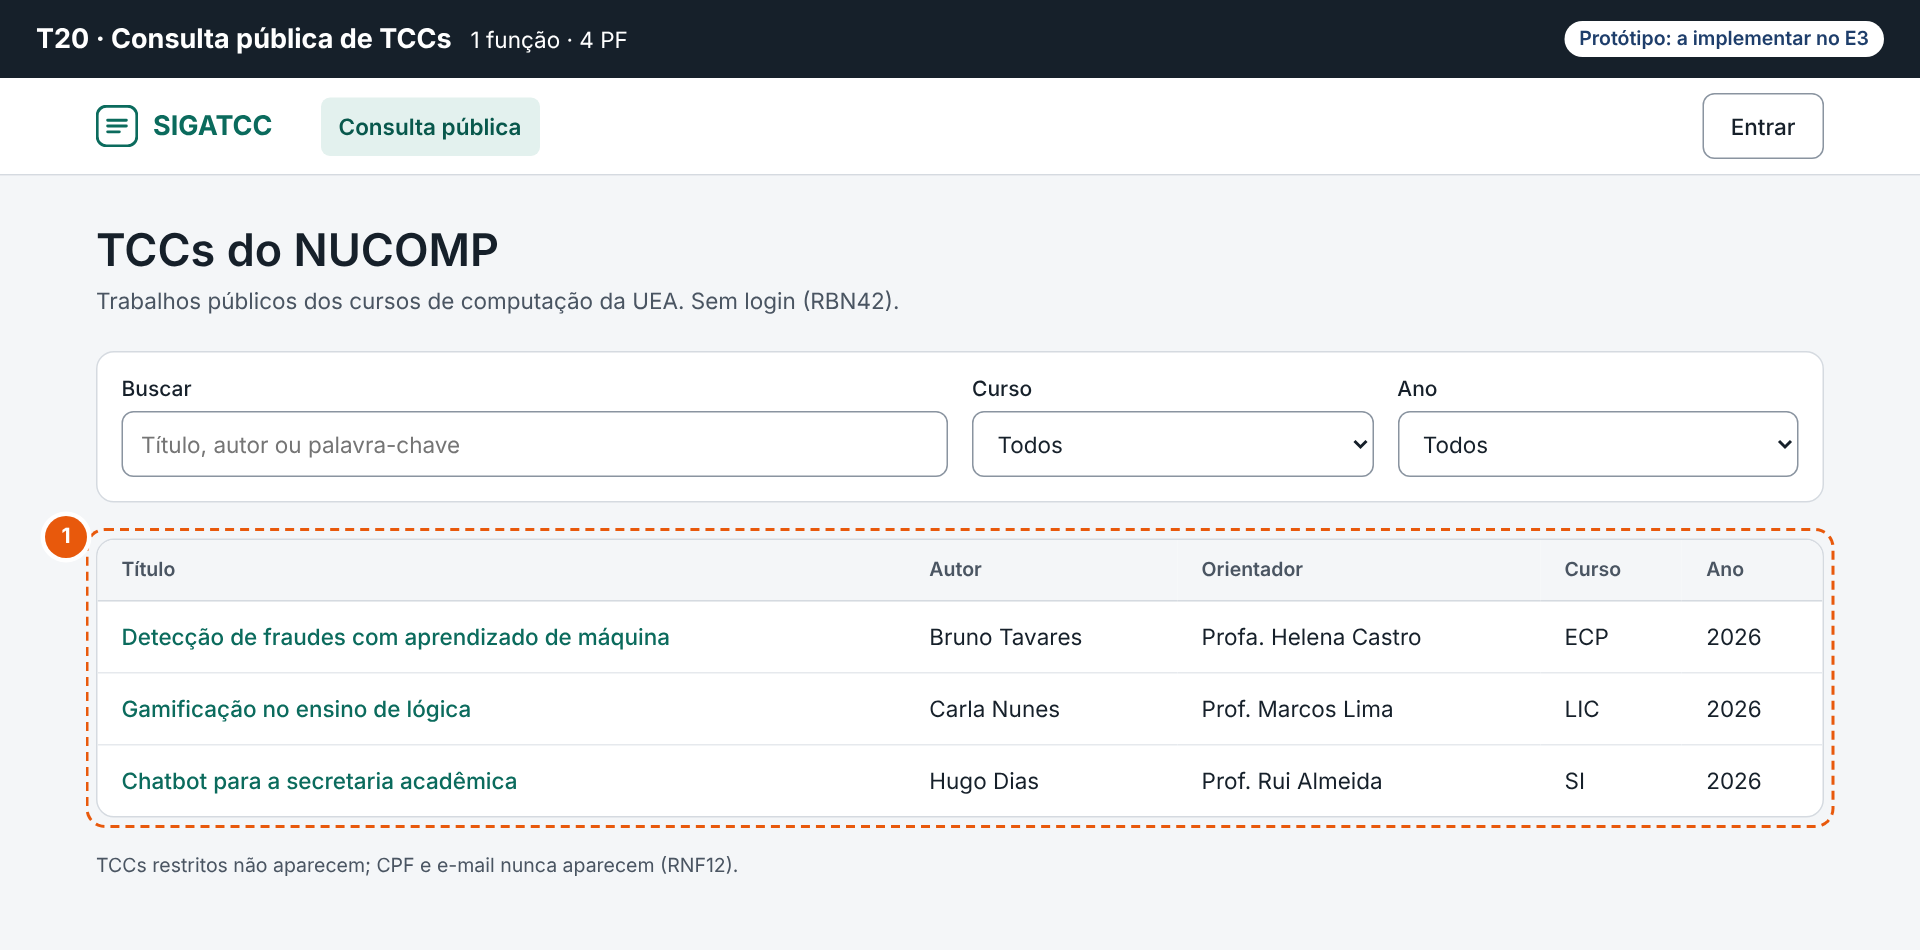 T20 · Consulta pública de TCCs 1 função · 4 PF
Protótipo: a implementar no E3
SIGATCC
Consulta pública
Entrar
TCCs do NUCOMP
Trabalhos públicos dos cursos de computação da UEA. Sem login (RBN42).
Buscar Curso Ano
Título, autor ou palavra-chave Todos Todos
1
Título Autor Orientador Curso Ano
Detecção de fraudes com aprendizado de máquina Bruno Tavares Profa. Helena Castro ECP 2026
Gamificação no ensino de lógica Carla Nunes Prof. Marcos Lima LIC 2026
Chatbot para a secretaria acadêmica Hugo Dias Prof. Rui Almeida SI 2026
TCCs restritos não aparecem; CPF e e-mail nunca aparecem (RNF12).